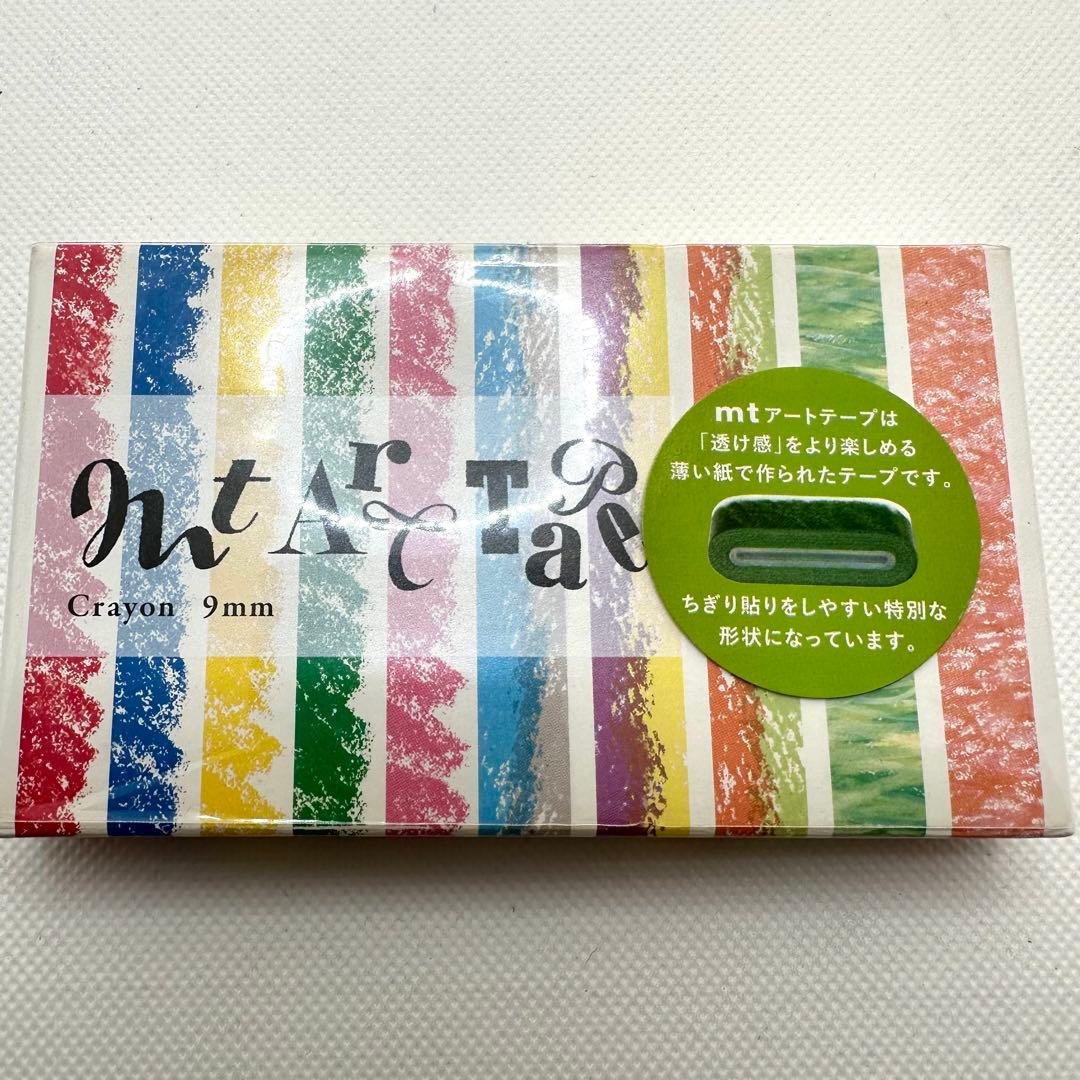 mt Art Tape
Crayon 9mm
mtアートテープは
「透け感」をより楽しめる
薄い紙で作られたテープです。
ちぎり貼りをしやすい特別な
形状になっています。